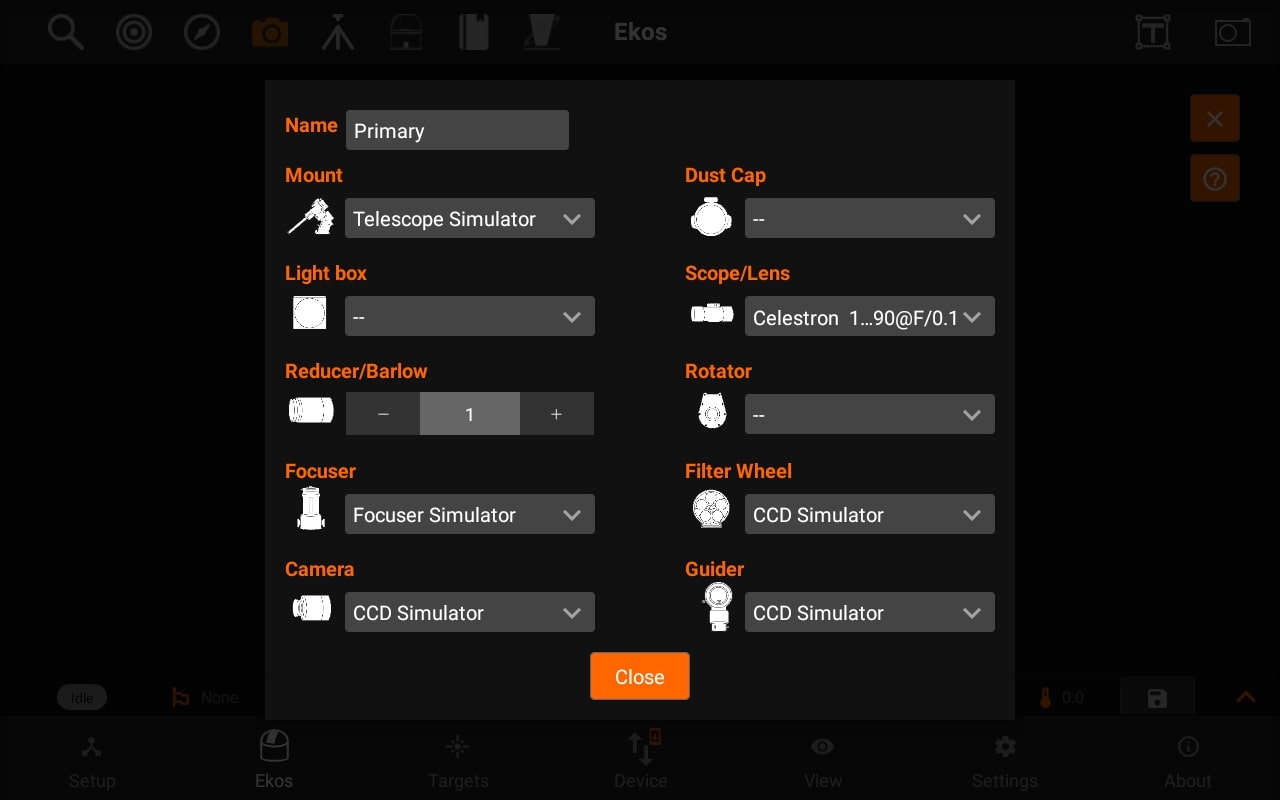 Ekos
Name
Primary
Mount
Dust Cap
Telescope Simulator
--
Light box
Scope/Lens
--
Celestron 1...90@F/0.1
Reducer/Barlow
Rotator
− 1 +
--
Focuser
Filter Wheel
Focuser Simulator
CCD Simulator
Camera
Guider
CCD Simulator
CCD Simulator
Close
Idle
None
0.0
Setup
Ekos
Targets
Device
View
Settings
About